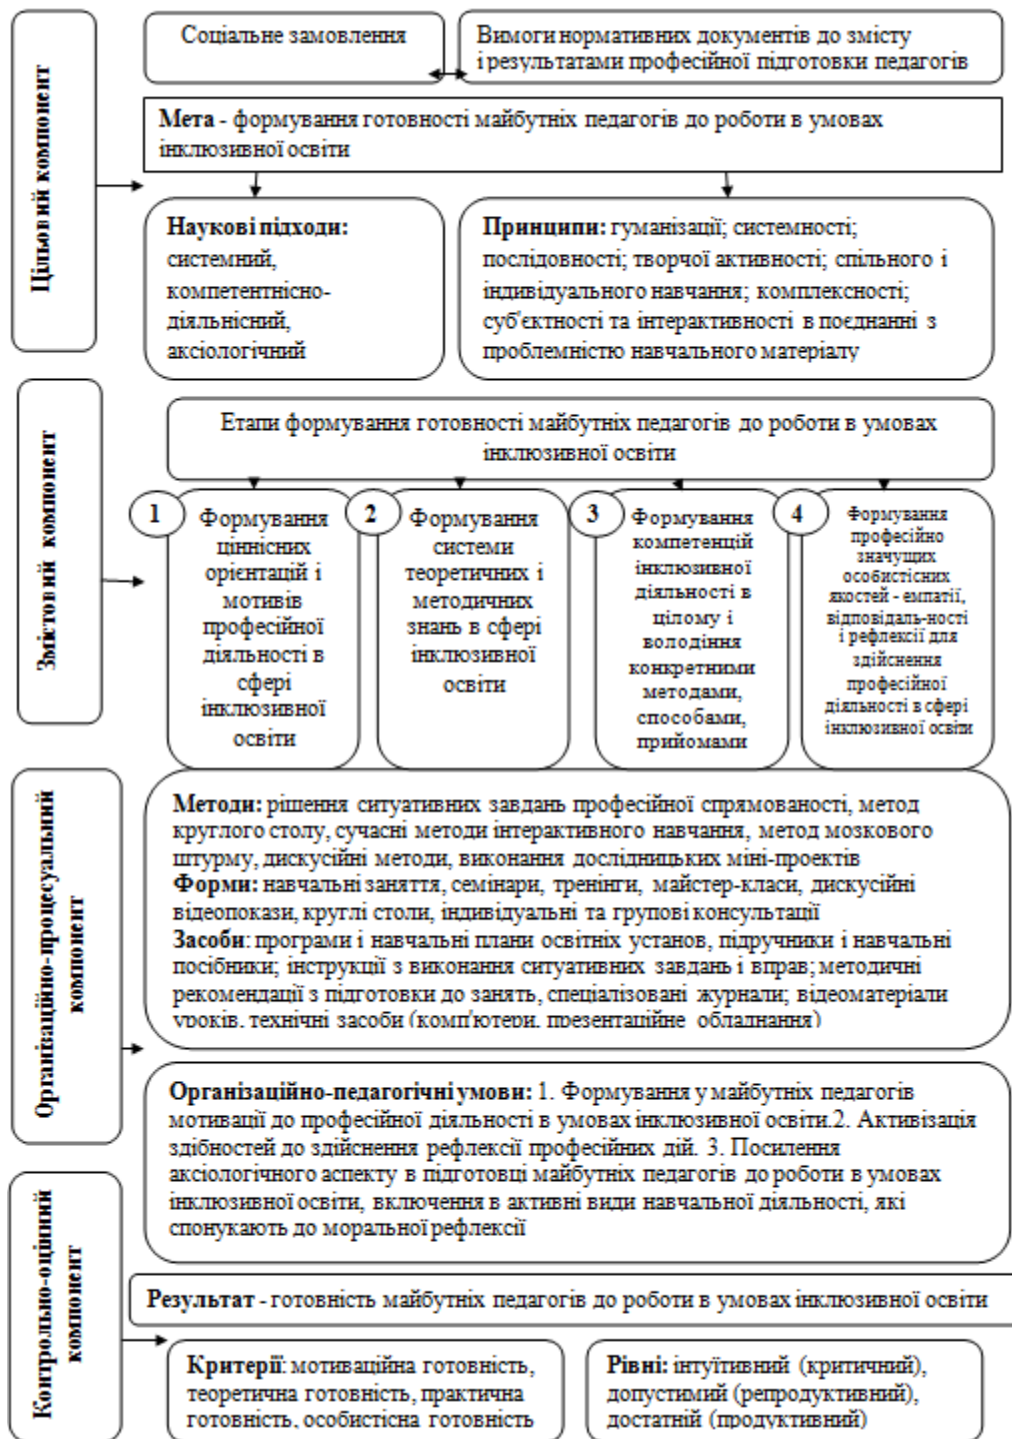 Цільовий компонент
Соціальне замовлення
Вимоги нормативних документів до змісту
і результатами професійної підготовки педагогів
Мета - формування готовності майбутніх педагогів до роботи в умовах
інклюзивної освіти
Наукові підходи:
системний,
компетентнісно-
діяльнісний,
аксіологічний
Принципи: гуманізації; системності;
послідовності; творчої активності; спільного і
індивідуального навчання; комплексності;
суб'єктності та інтерактивності в поєднанні з
проблемністю навчального матеріалу
Змістовий компонент
Етапи формування готовності майбутніх педагогів до роботи в умовах
інклюзивної освіти
1
Формування
ціннісних
орієнтацій і
мотивів
професійної
діяльності в
сфері
інклюзивної
освіти
2
Формування
системи
теоретичних і
методичних
знань в сфері
інклюзивної
освіти
3
Формування
компетенцій
інклюзивної
діяльності в
цілому і
володіння
конкретними
методами,
способами,
прийомами
4
Формування
професійно
значущих
особистісних
якостей - емпатії,
відповідаль-ності
і рефлексії для
здійснення
професійної
діяльності в сфері
інклюзивної освіти
Організаційно-процесуальний
компонент
Методи: рішення ситуативних завдань професійної спрямованості, метод
круглого столу, сучасні методи інтерактивного навчання, метод мозкового
штурму, дискусійні методи, виконання дослідницьких міні-проектів
Форми: навчальні заняття, семінари, тренінги, майстер-класи, дискусійні
відеопокази, круглі столи, індивідуальні та групові консультації
Засоби: програми і навчальні плани освітніх установ, підручники і навчальні
посібники; інструкції з виконання ситуативних завдань і вправ; методичні
рекомендації з підготовки до занять, спеціалізовані журнали; відеоматеріали
уроків, технічні засоби (комп'ютери, презентаційне обладнання)
Організаційно-педагогічні умови: 1. Формування у майбутніх педагогів
мотивації до професійної діяльності в умовах інклюзивної освіти.2. Активізація
здібностей до здійснення рефлексії професійних дій. 3. Посилення
аксіологічного аспекту в підготовці майбутніх педагогів до роботи в умовах
інклюзивної освіти, включення в активні види навчальної діяльності, які
спонукають до моральної рефлексії
Контрольно-оцінний
компонент
Результат - готовність майбутніх педагогів до роботи в умовах інклюзивної освіти
Критерії: мотиваційна готовність,
теоретична готовність, практична
готовність, особистісна готовність
Рівні: інтуїтивний (критичний),
допустимий (репродуктивний),
достатній (продуктивний)